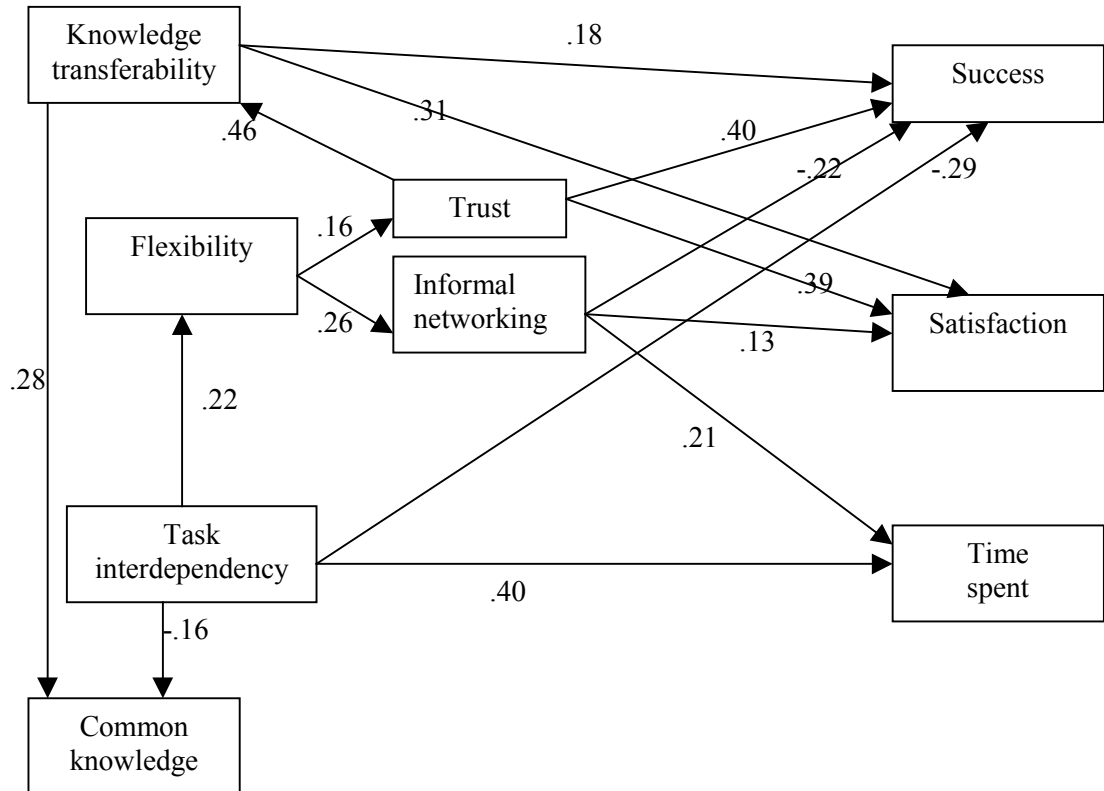 Knowledge
transferability
.18
Success
.31
.46
.40
-.22
-.29
Trust
.16
Flexibility
Informal
networking
.39
.26
Satisfaction
.13
.28
.22
.21
Task
interdependency
Time
spent
.40
-.16
Common
knowledge